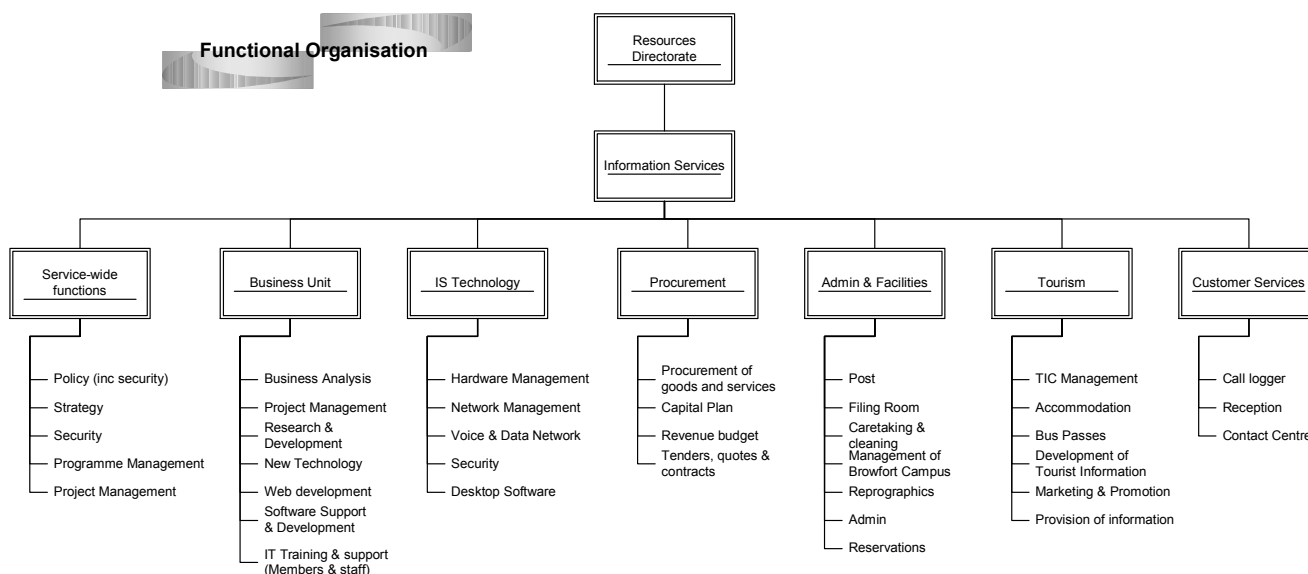 Functional Organisation
Resources
Directorate
Information Services
Service-wide
functions
Policy (inc security)
Strategy
Security
Programme Management
Project Management
Business Unit
Business Analysis
Project Management
Research &
Development
New Technology
Web development
Software Support
& Development
IT Training & support
(Members & staff)
IS Technology
Hardware Management
Network Management
Voice & Data Network
Security
Desktop Software
Procurement
Procurement of
goods and services
Capital Plan
Revenue budget
Tenders, quotes &
contracts
Admin & Facilities
Post
Filing Room
Caretaking &
cleaning
Management of
Browfort Campus
Reprographics
Admin
Reservations
Tourism
TIC Management
Accommodation
Bus Passes
Development of
Tourist Information
Marketing & Promotion
Provision of information
Customer Services
Call logger
Reception
Contact Centre